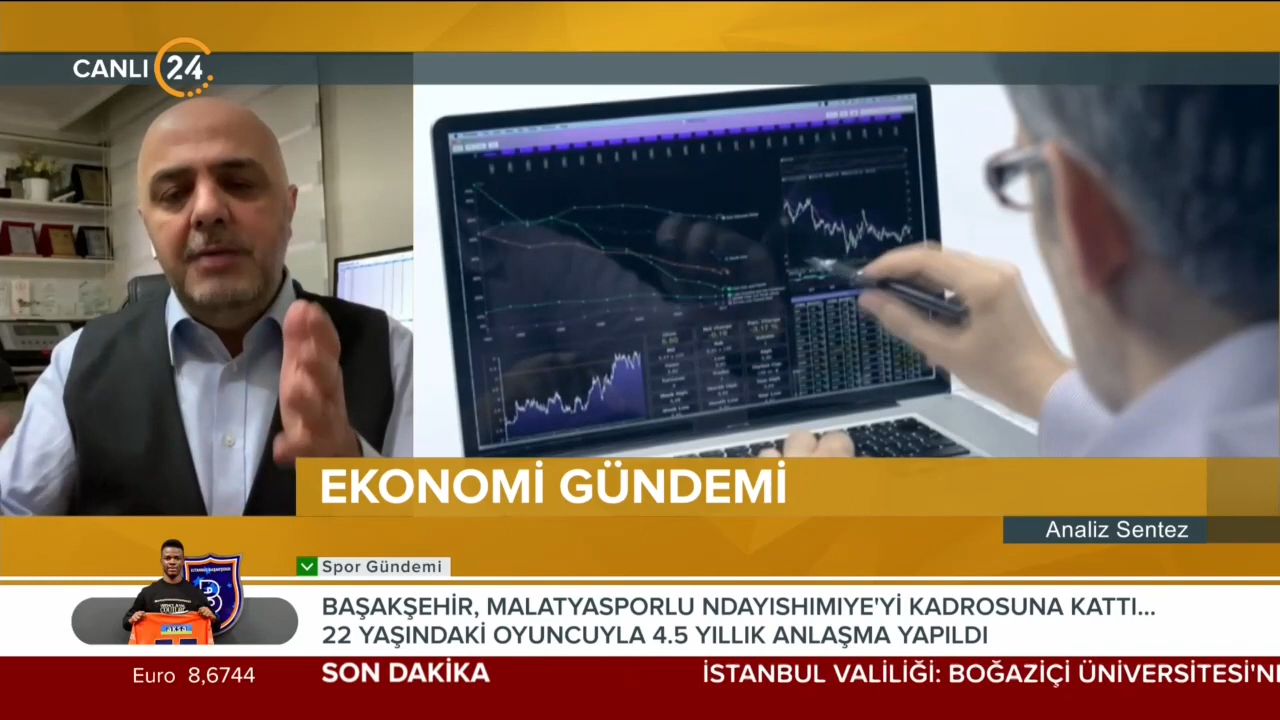 CANLI 24
EKONOMİ GÜNDEMİ
Analiz Sentez
Spor Gündemi
BAŞAKŞEHİR, MALATYASPORLU NDAYISHIMIYE'Yİ KADROSUNA KATTI...
22 YAŞINDAKİ OYUNCUYLA 4.5 YILLIK ANLAŞMA YAPILDI
Euro 8,6744
SON DAKİKA
İSTANBUL VALİLİĞİ: BOĞAZİÇİ ÜNİVERSİTESİ'NE